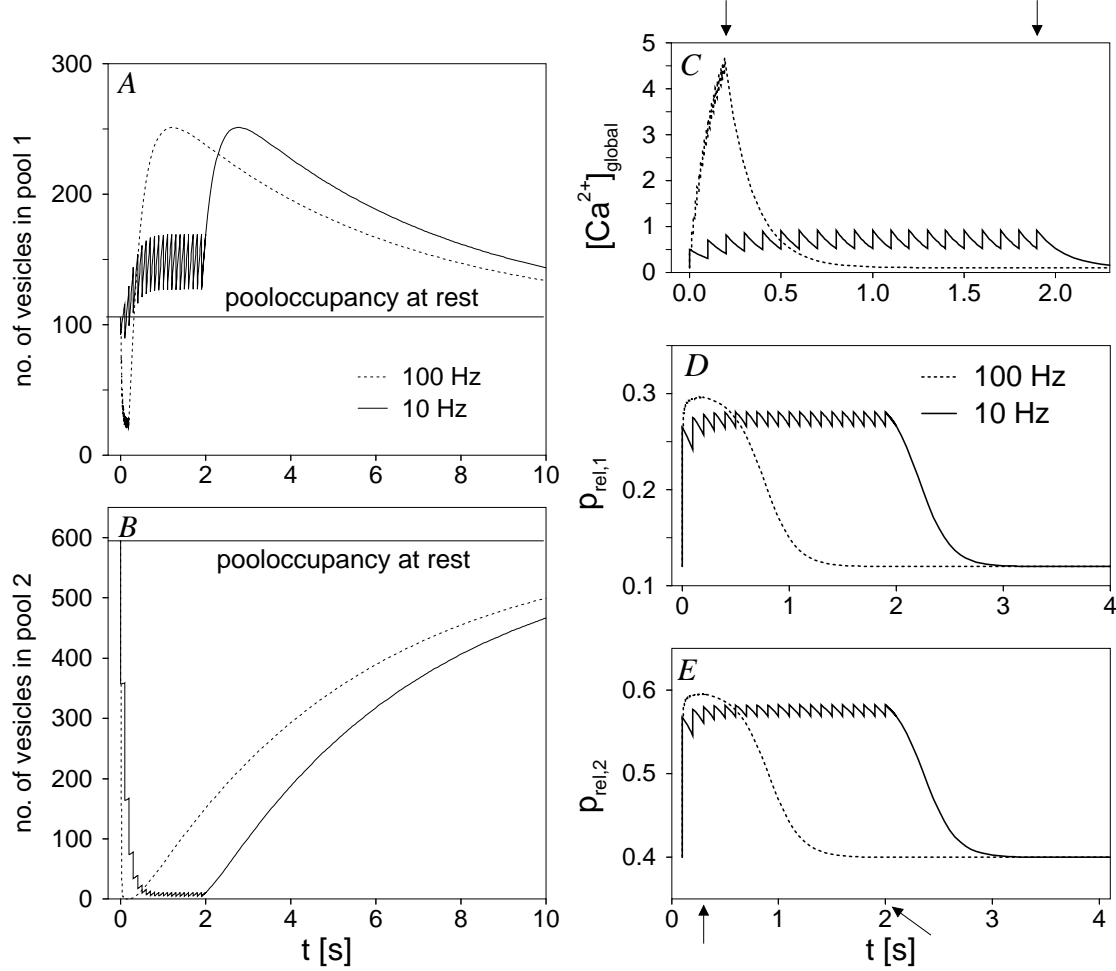 A
no. of vesicles in pool 1
300
200
100
0
pooloccupancy at rest
100 Hz
10 Hz
0 2 4 6 8 10
B
no. of vesicles in pool 2
600
500
400
300
200
100
0
pooloccupancy at rest
0 2 4 6 8 10
t [s]
C
[Ca2+]global
5
4
3
2
1
0
0.0 0.5 1.0 1.5 2.0
D
prel,1
0.3
0.2
0.1
100 Hz
10 Hz
0 1 2 3 4
E
prel,2
0.6
0.5
0.4
0 1 2 3 4
t [s]